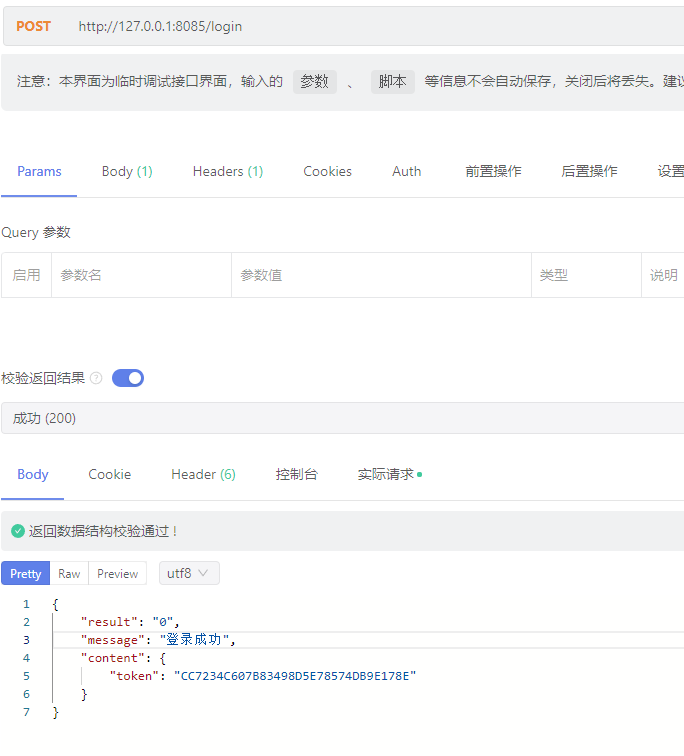 POST http://127.0.0.1:8085/login
注意：本界面为临时调试接口界面，输入的 参数 、 脚本 等信息不会自动保存，关闭后将丢失。建议
Params Body (1) Headers (1) Cookies Auth 前置操作 后置操作 设置
Query 参数
启用 参数名 参数值 类型 说明
校验返回结果 ?
成功 (200)
Body Cookie Header (6) 控制台 实际请求
返回数据结构校验通过！
Pretty Raw Preview utf8
1 {
2 "result": "0",
3 "message": "登录成功",
4 "content": {
5 "token": "CC7234C607B83498D5E78574DB9E178E"
6 }
7 }